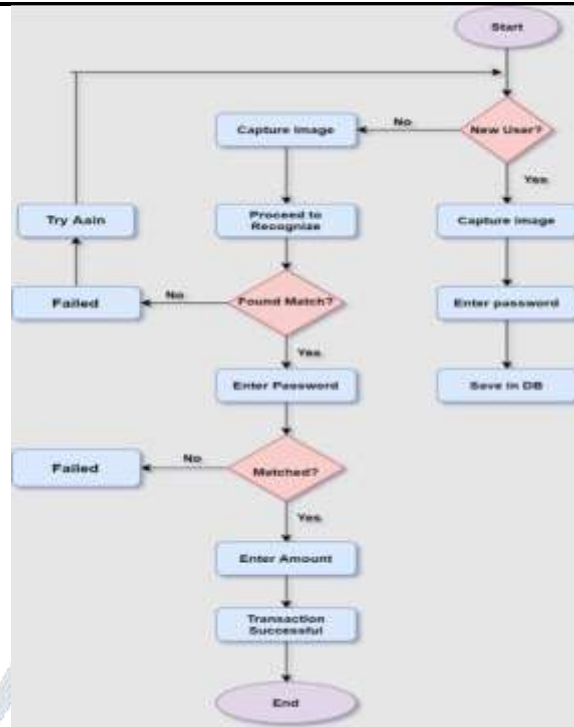 Start
New User?
No
Capture Image
Yes
Capture Image
Enter password
Save in DB
Proceed to
Recognize
Found Match?
No
Failed
Try Aain
Yes
Enter Password
Matched?
No
Failed
Yes
Enter Amount
Transaction
Successful
End